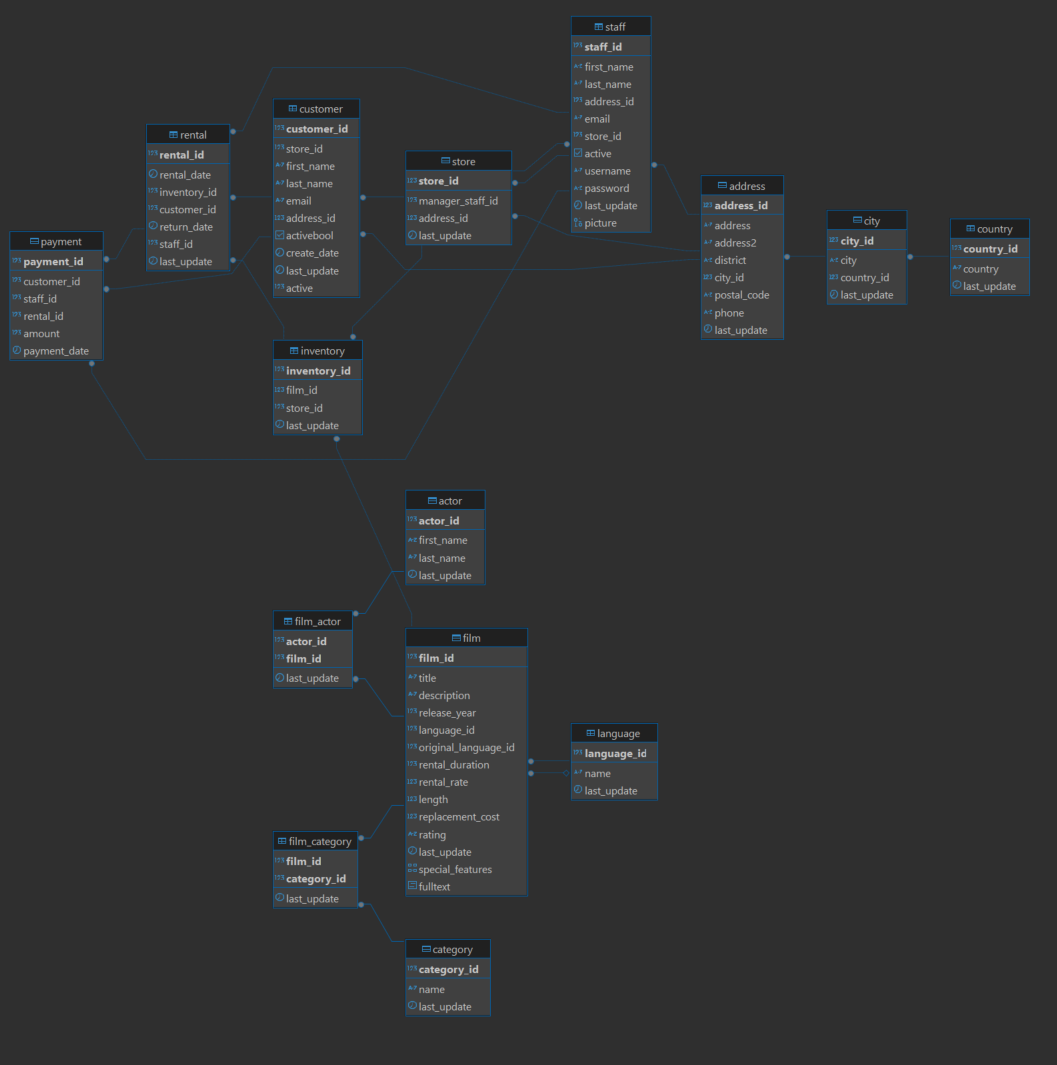 staff
staff_id
first_name
last_name
address_id
email
store_id
active
username
password
last_update
picture
customer
customer_id
store_id
first_name
last_name
email
address_id
activebool
create_date
last_update
active
rental
rental_id
rental_date
inventory_id
customer_id
return_date
staff_id
last_update
store
store_id
manager_staff_id
address_id
last_update
address
address_id
address
address2
district
city_id
postal_code
phone
last_update
city
city_id
city
country_id
last_update
country
country_id
country
last_update
payment
payment_id
customer_id
staff_id
rental_id
amount
payment_date
inventory
inventory_id
film_id
store_id
last_update
actor
actor_id
first_name
last_name
last_update
film_actor
actor_id
film_id
last_update
film
film_id
title
description
release_year
language_id
original_language_id
rental_duration
rental_rate
length
replacement_cost
rating
last_update
special_features
fulltext
language
language_id
name
last_update
film_category
film_id
category_id
last_update
category
category_id
name
last_update